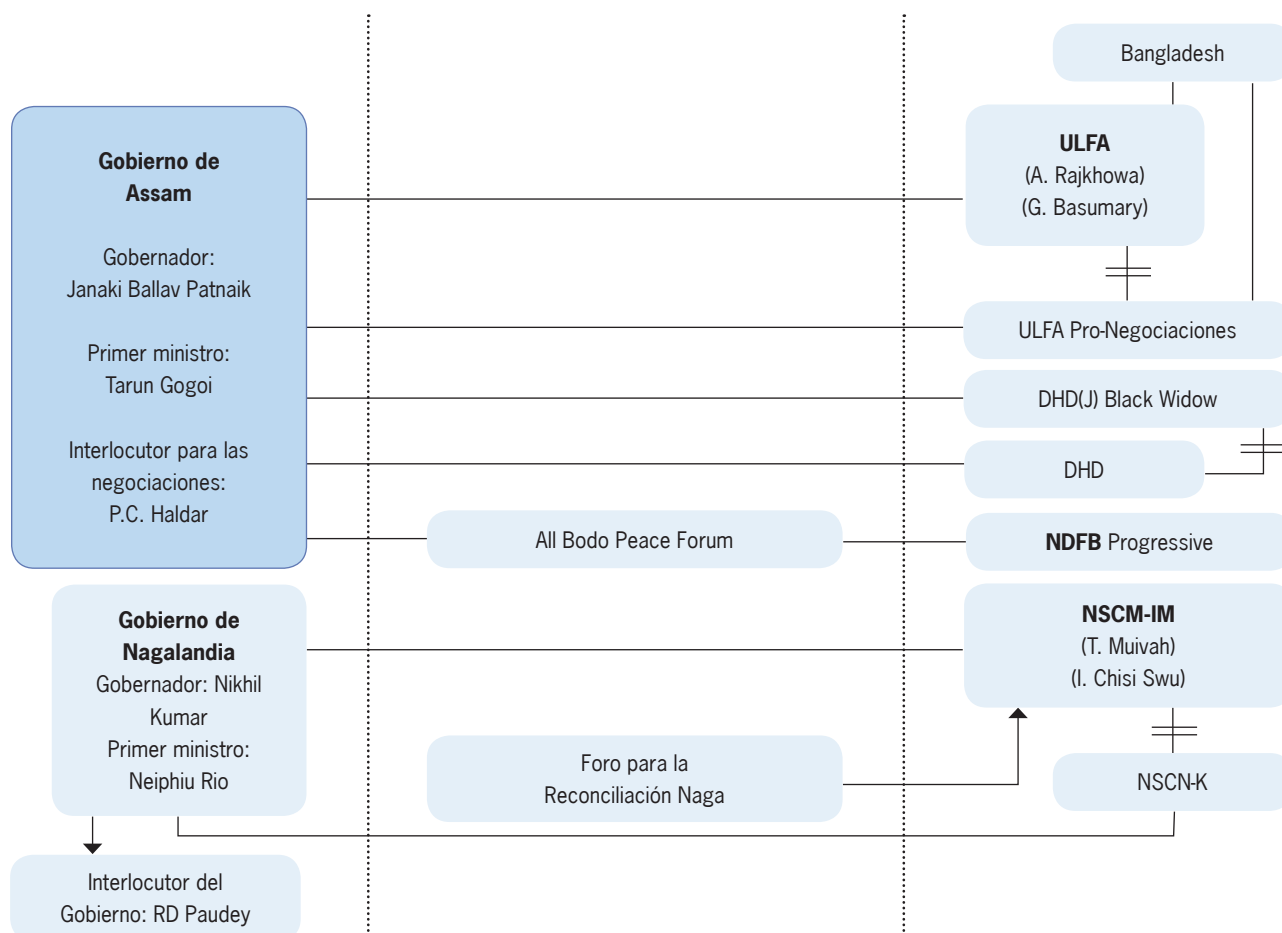 Gobierno de
Assam
Gobernador:
Janaki Ballav Patnaik
Primer ministro:
Tarun Gogoi
Interlocutor para las
negociaciones:
P.C. Haldar
Gobierno de
Nagalandia
Gobernador: Nikhil
Kumar
Primer ministro:
Neiphiu Rio
Interlocutor del
Gobierno: RD Paudey
All Bodo Peace Forum
Foro para la
Reconciliación Naga
Bangladesh
ULFA
(A. Rajkhowa)
(G. Basumary)
ULFA Pro-Negociaciones
DHD(J) Black Widow
DHD
NDFB Progressive
NSCM-IM
(T. Muivah)
(I. Chisi Swu)
NSCN-K